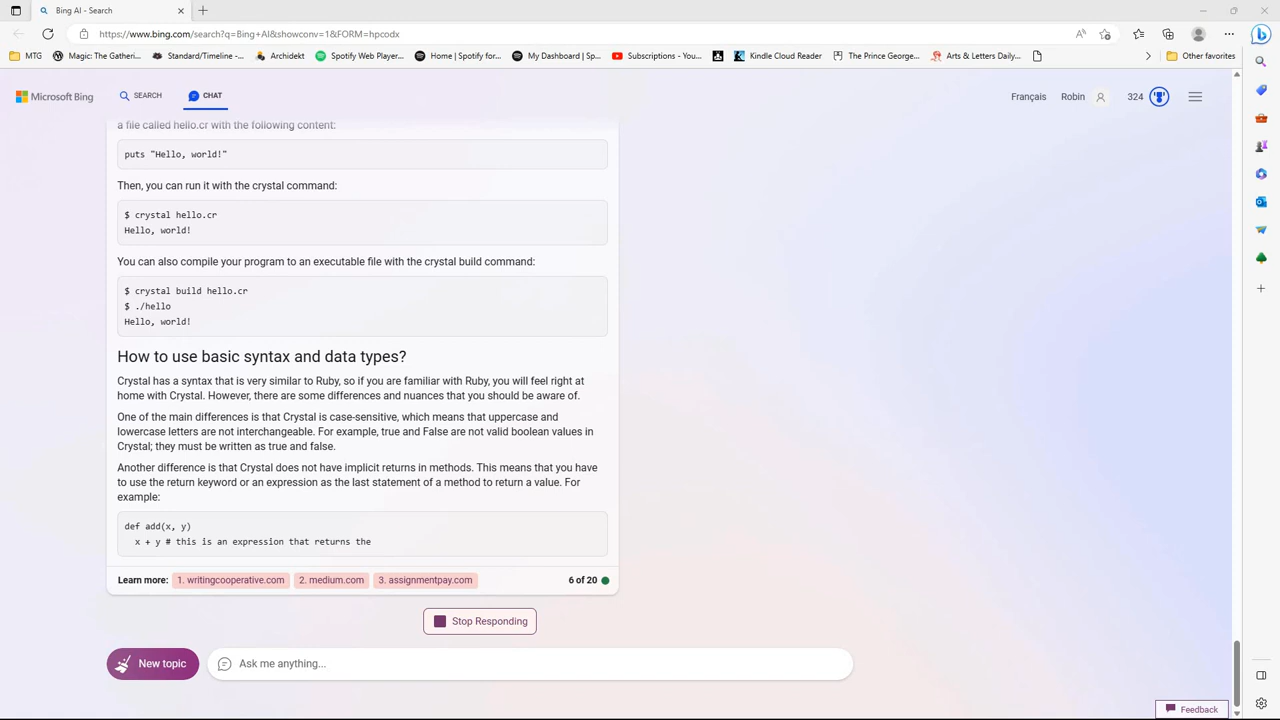 Bing AI - Search
https://www.bing.com/search?q=Bing+AI&showconv=1&FORM=hpcodx
MTG Magic: The Gatheri... Standard/Timeline -... Archidekt Spotify Web Player... Home | Spotify for... My Dashboard | Sp... Subscriptions - You... Kindle Cloud Reader The Prince George... Arts & Letters Daily... Other favorites
Microsoft Bing SEARCH CHAT Français Robin 324
a file called hello.cr with the following content:
puts "Hello, world!"
Then, you can run it with the crystal command:
$ crystal hello.cr
Hello, world!
You can also compile your program to an executable file with the crystal build command:
$ crystal build hello.cr
$ ./hello
Hello, world!
How to use basic syntax and data types?
Crystal has a syntax that is very similar to Ruby, so if you are familiar with Ruby, you will feel right at
home with Crystal. However, there are some differences and nuances that you should be aware of.
One of the main differences is that Crystal is case-sensitive, which means that uppercase and
lowercase letters are not interchangeable. For example, true and False are not valid boolean values in
Crystal; they must be written as true and false.
Another difference is that Crystal does not have implicit returns in methods. This means that you have
to use the return keyword or an expression as the last statement of a method to return a value. For
example:
def add(x, y)
x + y # this is an expression that returns the
Learn more: 1. writingcooperative.com 2. medium.com 3. assignmentpay.com 6 of 20
Stop Responding
New topic Ask me anything...
Feedback